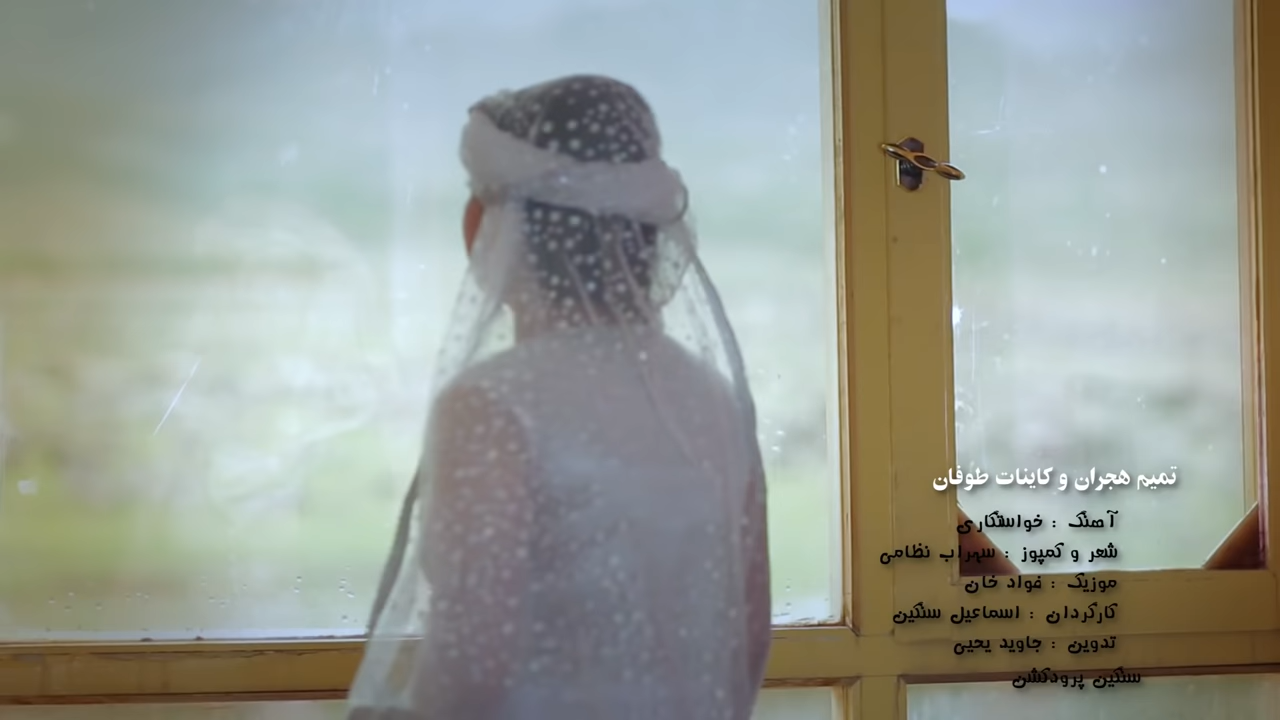 تمیم هجران و کاینات طوفان
آهنگ : خواستگاری
شعر و کمپوز : سهراب نظامی
موزیک : فواد خان
کارگردان : اسماعیل سنگین
تدوین : جاوید یحیی
سنگین پرودکشن